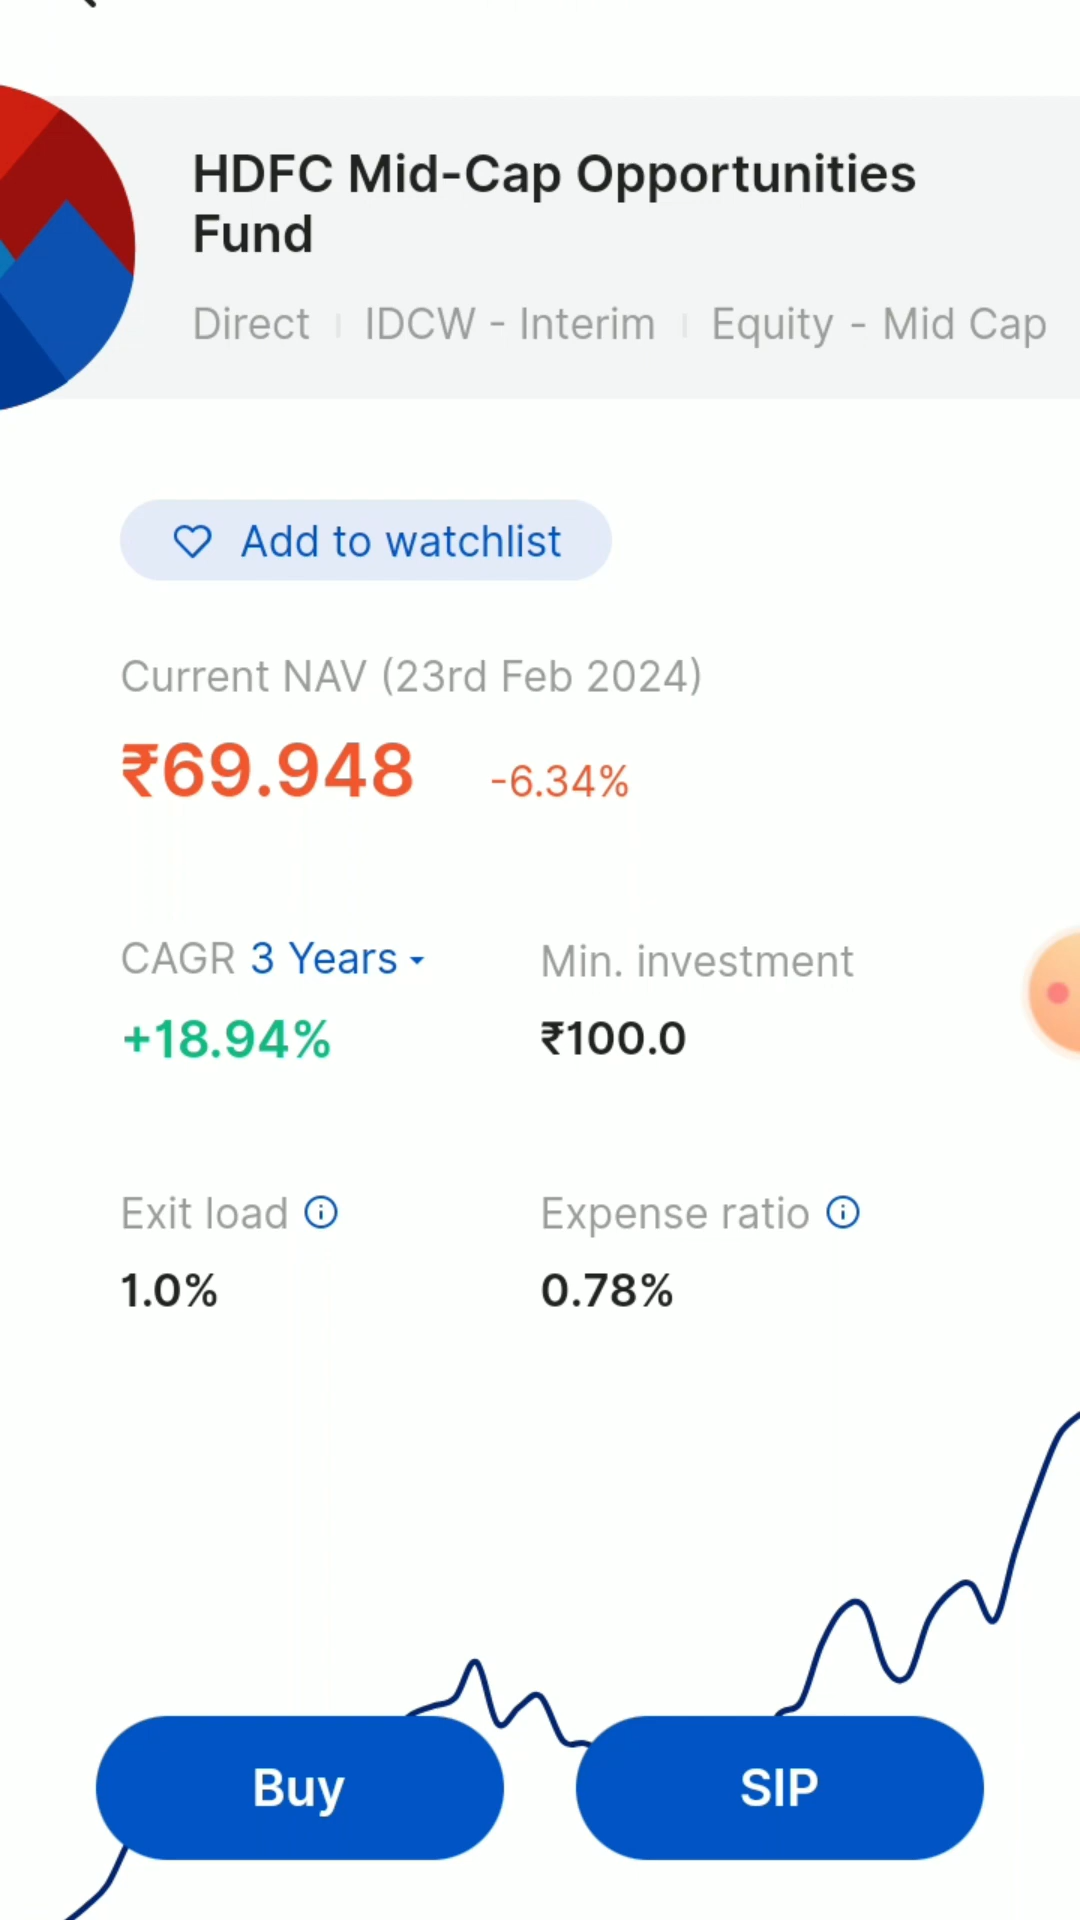 HDFC Mid-Cap Opportunities
Fund
Direct | IDCW - Interim | Equity - Mid Cap
Add to watchlist
Current NAV (23rd Feb 2024)
₹69.948 -6.34%
CAGR 3 Years Min. investment
+18.94% ₹100.0
Exit load Expense ratio
1.0% 0.78%
Buy SIP